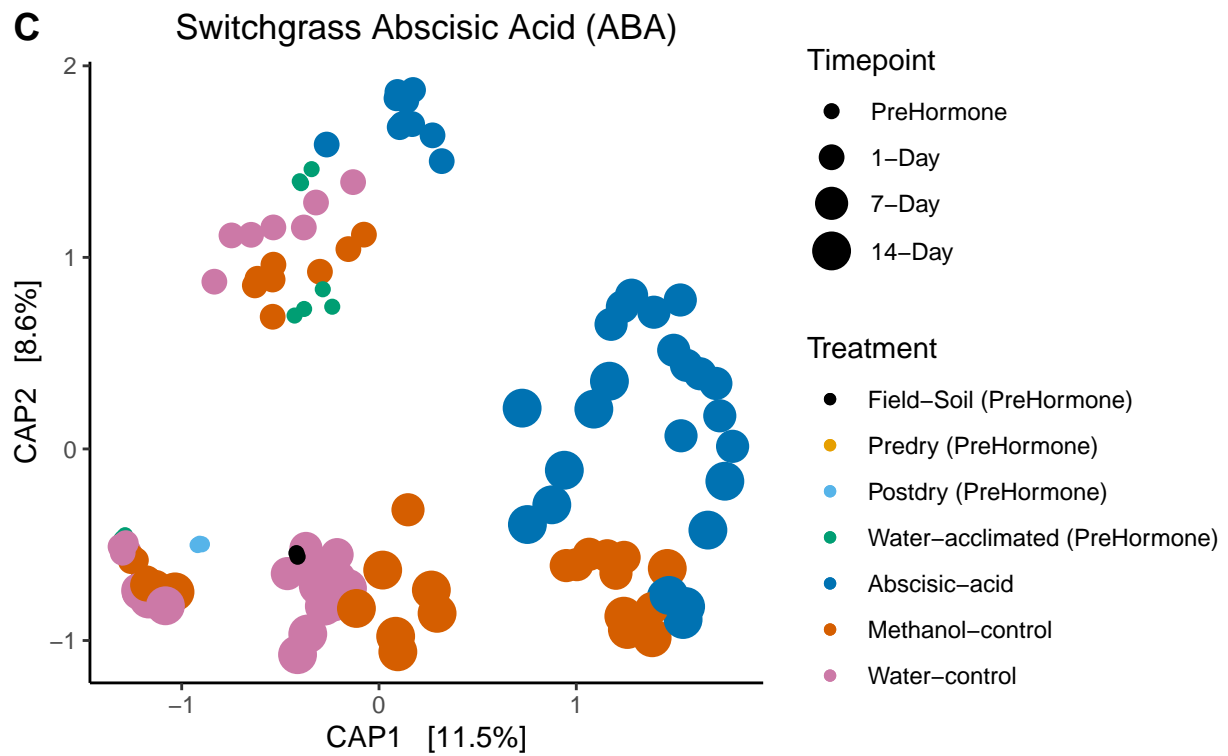 C
Switchgrass Abscisic Acid (ABA)
2
1
0
−1
CAP2 [8.6%]
−1
0
1
CAP1 [11.5%]
Timepoint
PreHormone
1−Day
7−Day
14−Day
Treatment
Field−Soil (PreHormone)
Predry (PreHormone)
Postdry (PreHormone)
Water−acclimated (PreHormone)
Abscisic−acid
Methanol−control
Water−control